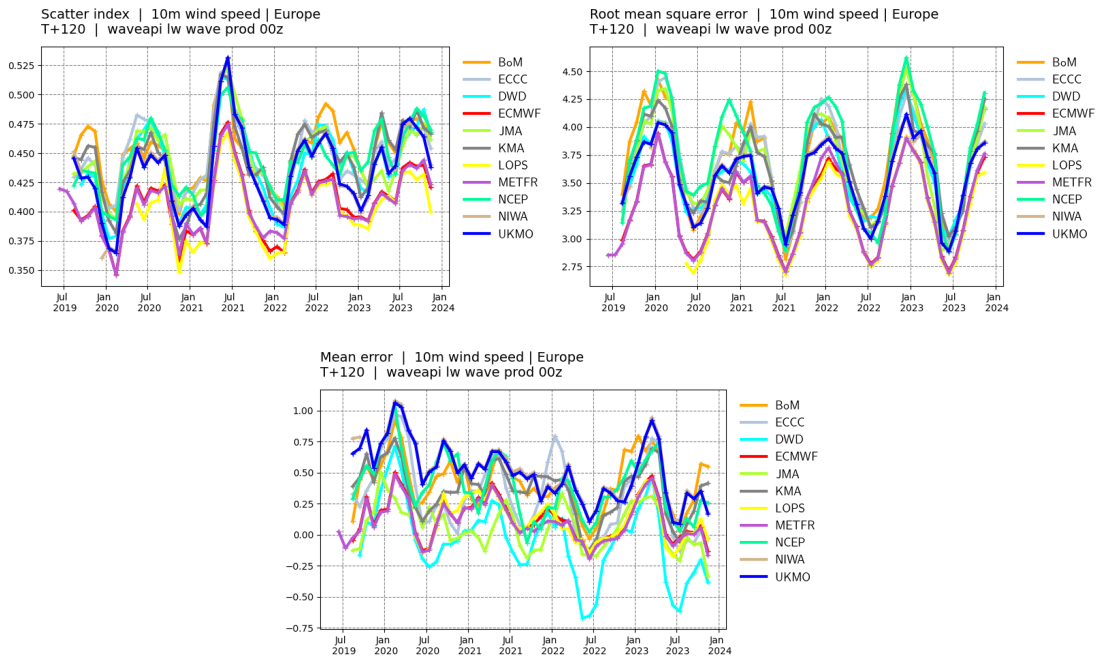 Scatter index | 10m wind speed | Europe
T+120 | waveapi lw wave prod 00z
0.525
0.500
0.475
0.450
0.425
0.400
0.375
0.350
Jul 2019
Jan 2020
Jul 2020
Jan 2021
Jul 2021
Jan 2022
Jul 2022
Jan 2023
Jul 2023
Jan 2024
BoM
ECCC
DWD
ECMWF
JMA
KMA
LOPS
METFR
NCEP
NIWA
UKMO
Root mean square error | 10m wind speed | Europe
T+120 | waveapi lw wave prod 00z
4.50
4.25
4.00
3.75
3.50
3.25
3.00
2.75
Jul 2019
Jan 2020
Jul 2020
Jan 2021
Jul 2021
Jan 2022
Jul 2022
Jan 2023
Jul 2023
Jan 2024
BoM
ECCC
DWD
ECMWF
JMA
KMA
LOPS
METFR
NCEP
NIWA
UKMO
Mean error | 10m wind speed | Europe
T+120 | waveapi lw wave prod 00z
1.00
0.75
0.50
0.25
0.00
−0.25
−0.50
−0.75
Jul 2019
Jan 2020
Jul 2020
Jan 2021
Jul 2021
Jan 2022
Jul 2022
Jan 2023
Jul 2023
Jan 2024
BoM
ECCC
DWD
ECMWF
JMA
KMA
LOPS
METFR
NCEP
NIWA
UKMO